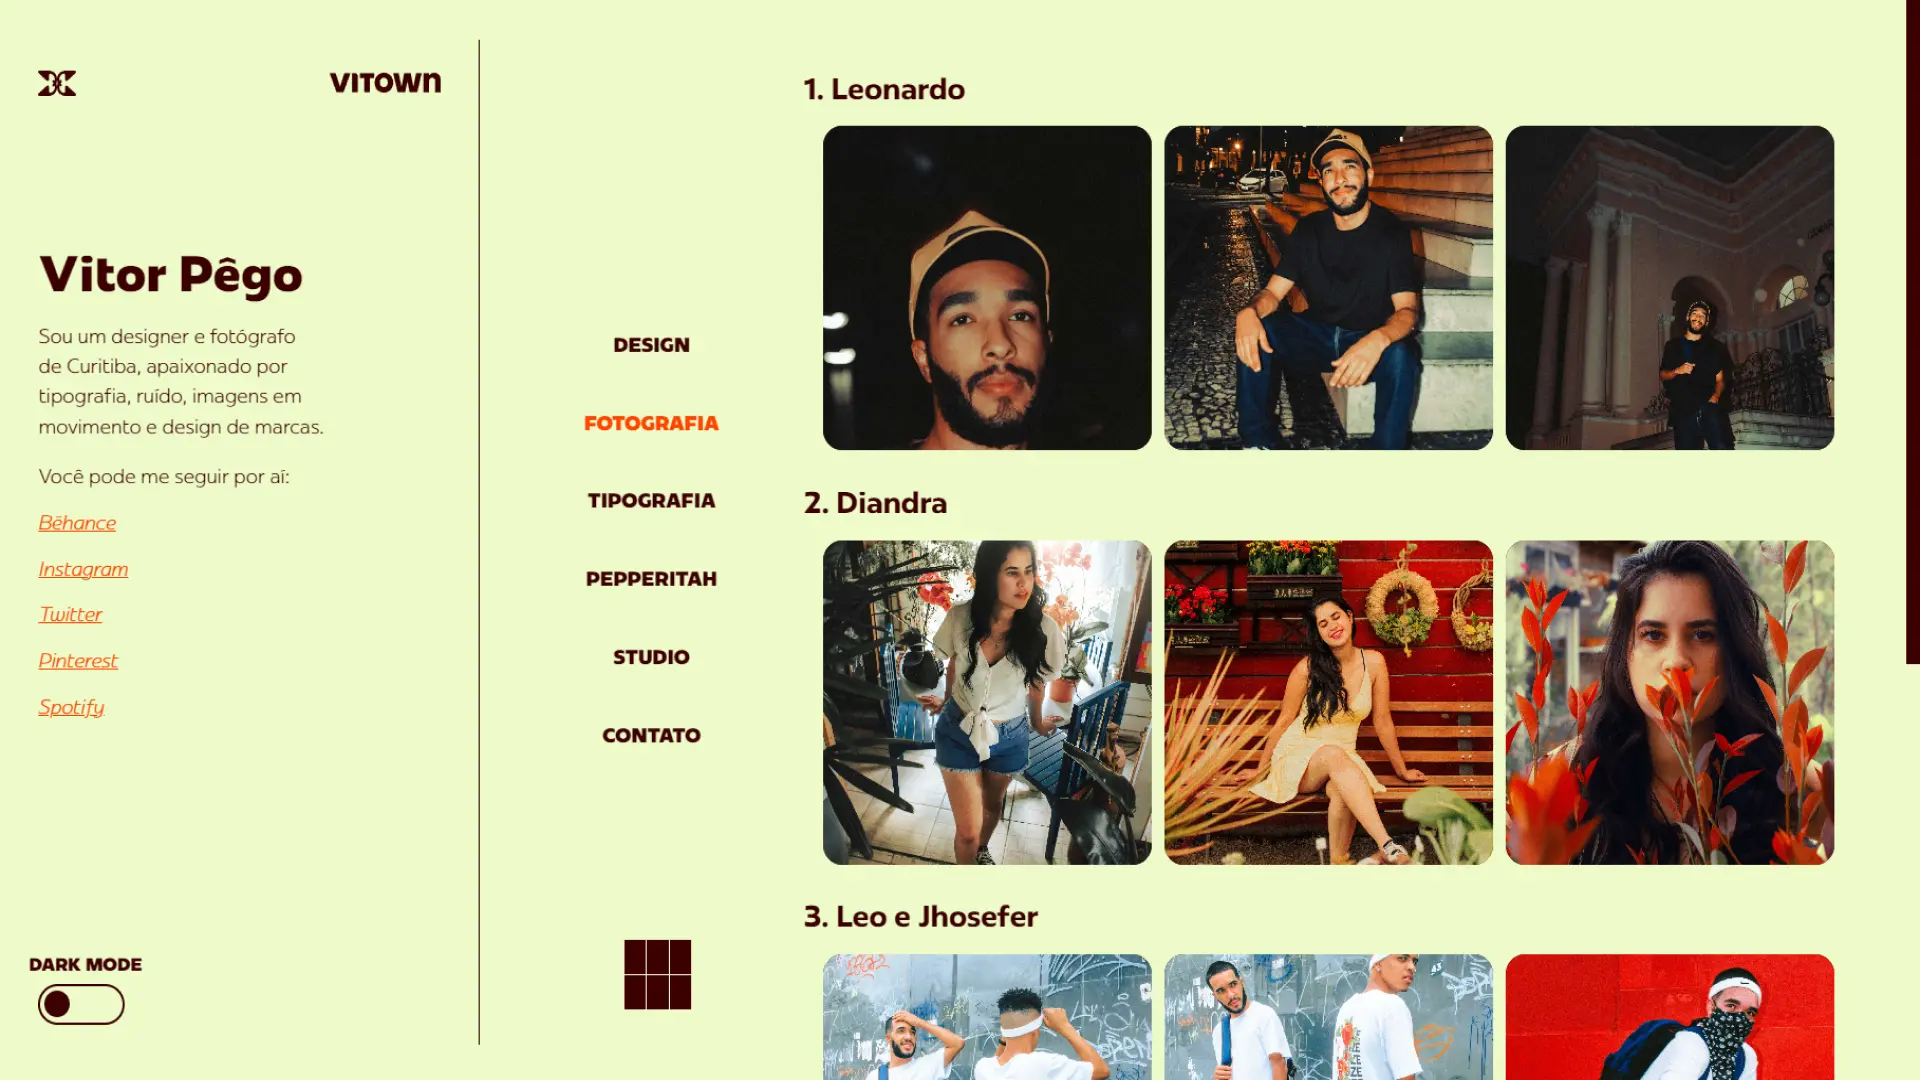 VITOWN
Vitor Pêgo
Sou um designer e fotógrafo
de Curitiba, apaixonado por
tipografia, ruído, imagens em
movimento e design de marcas.
Você pode me seguir por aí:
Bēhance
Instagram
Twitter
Pinterest
Spotify
DARK MODE
DESIGN
FOTOGRAFIA
TIPOGRAFIA
PEPPERITAH
STUDIO
CONTATO
1. Leonardo
2. Diandra
3. Leo e Jhosefer